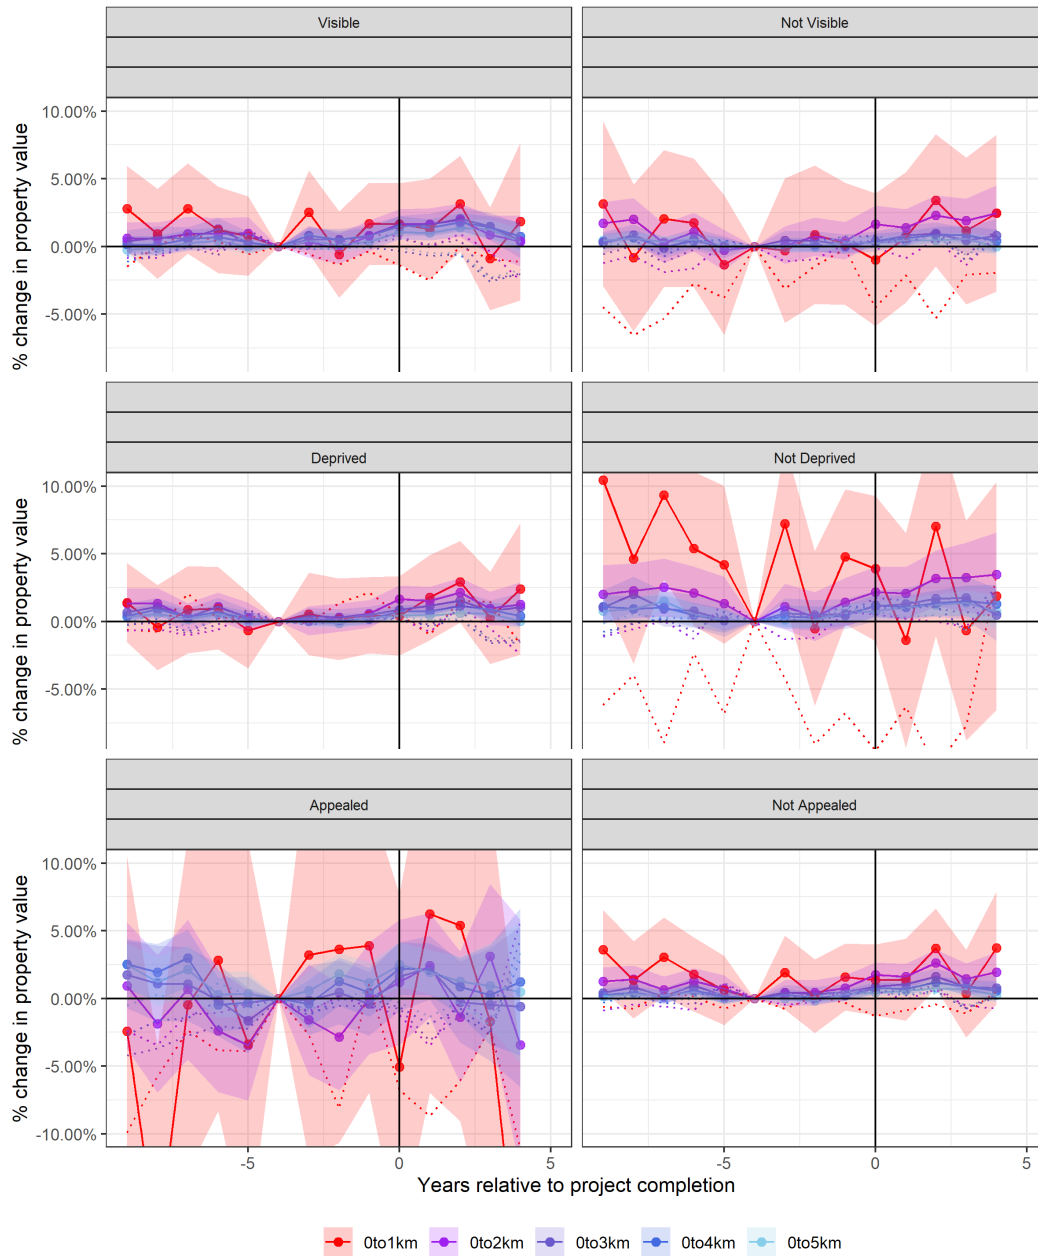 Visible
Not Visible
% change in property value
10.00%
5.00%
0.00%
-5.00%
Deprived
Not Deprived
% change in property value
10.00%
5.00%
0.00%
-5.00%
Appealed
Not Appealed
% change in property value
10.00%
5.00%
0.00%
-5.00%
-10.00%
-5 0 5 -5 0 5
Years relative to project completion
0to1km 0to2km 0to3km 0to4km 0to5km